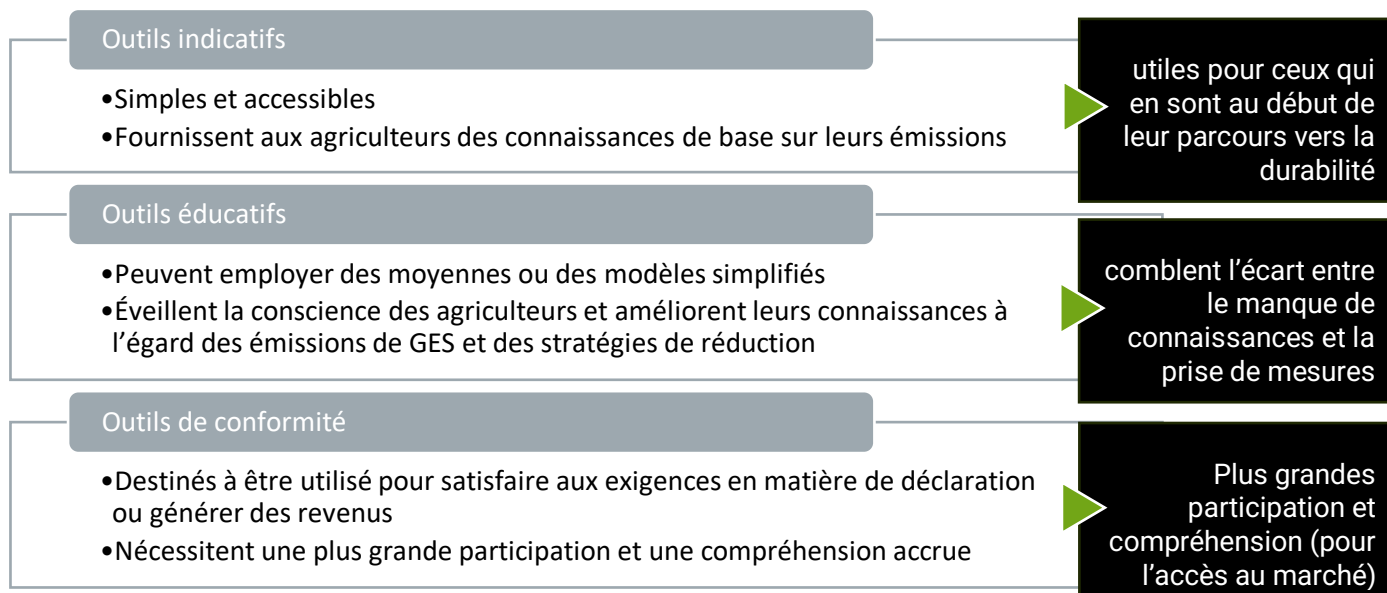 Outils indicatifs
•Simples et accessibles
•Fournissent aux agriculteurs des connaissances de base sur leurs émissions
utiles pour ceux qui
en sont au début de
leur parcours vers la
durabilité
Outils éducatifs
•Peuvent employer des moyennes ou des modèles simplifiés
•Éveillent la conscience des agriculteurs et améliorent leurs connaissances à
l’égard des émissions de GES et des stratégies de réduction
comblent l’écart entre
le manque de
connaissances et la
prise de mesures
Outils de conformité
•Destinés à être utilisé pour satisfaire aux exigences en matière de déclaration
ou générer des revenus
•Nécessitent une plus grande participation et une compréhension accrue
Plus grandes
participation et
compréhension (pour
l’accès au marché)